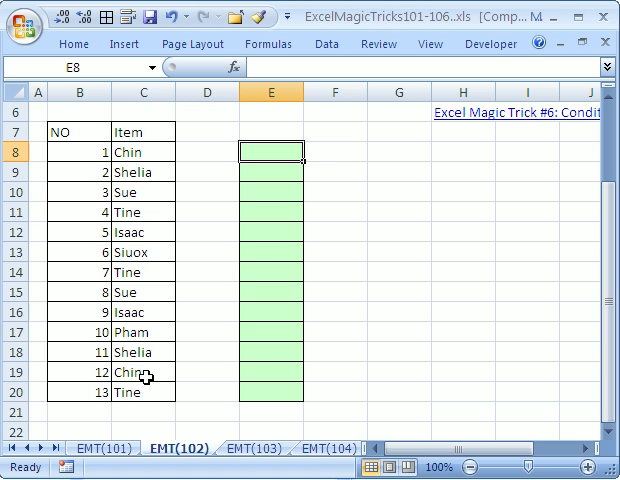 ExcelMagicTricks101-106..xls [Comp... M
Home Insert Page Layout Formulas Data Review View Developer
E8 fx
A B C D E F G H I J
6 Excel Magic Trick #6: Condit
7 NO Item
8 1 Chin
9 2 Shelia
10 3 Sue
11 4 Tine
12 5 Isaac
13 6 Siuox
14 7 Tine
15 8 Sue
16 9 Isaac
17 10 Pham
18 11 Shelia
19 12 Chin
20 13 Tine
21
22
EMT(101) EMT(102) EMT(103) EMT(104)
Ready 100%